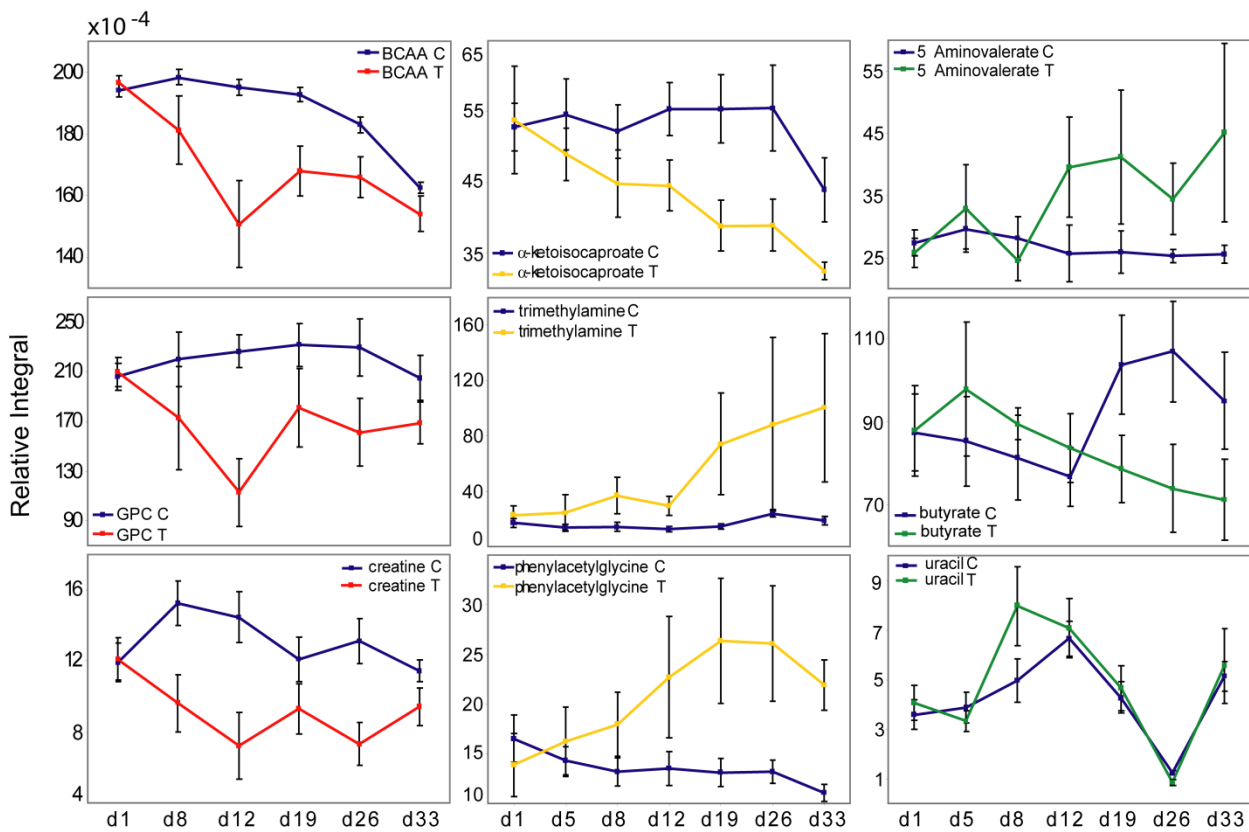 x10 -4
Relative Integral
BCAA C
BCAA T
200
180
160
140
α-ketoisocaproate C
α-ketoisocaproate T
65
55
45
35
5 Aminovalerate C
5 Aminovalerate T
55
45
35
25
GPC C
GPC T
250
210
170
130
90
trimethylamine C
trimethylamine T
160
120
80
40
0
butyrate C
butyrate T
110
90
70
creatine C
creatine T
16
12
8
4
phenylacetylglycine C
phenylacetylglycine T
30
25
20
15
10
uracil C
uracil T
9
7
5
3
1
d1 d8 d12 d19 d26 d33
d1 d5 d8 d12 d19 d26 d33
d1 d5 d8 d12 d19 d26 d33